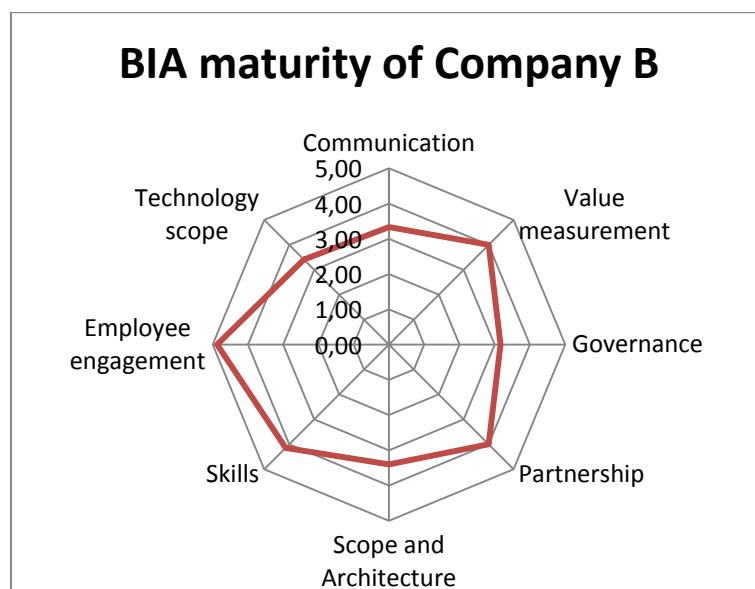 BIA maturity of Company B
Communication
5,00
4,00
3,00
2,00
1,00
0,00
Value
measurement
Governance
Partnership
Scope and
Architecture
Skills
Employee
engagement
Technology
scope